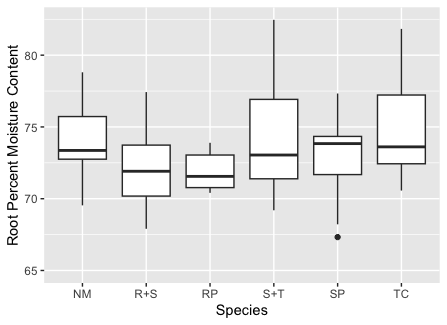 Root Percent Moisture Content
80
75
70
65
NM R+S RP S+T SP TC
Species